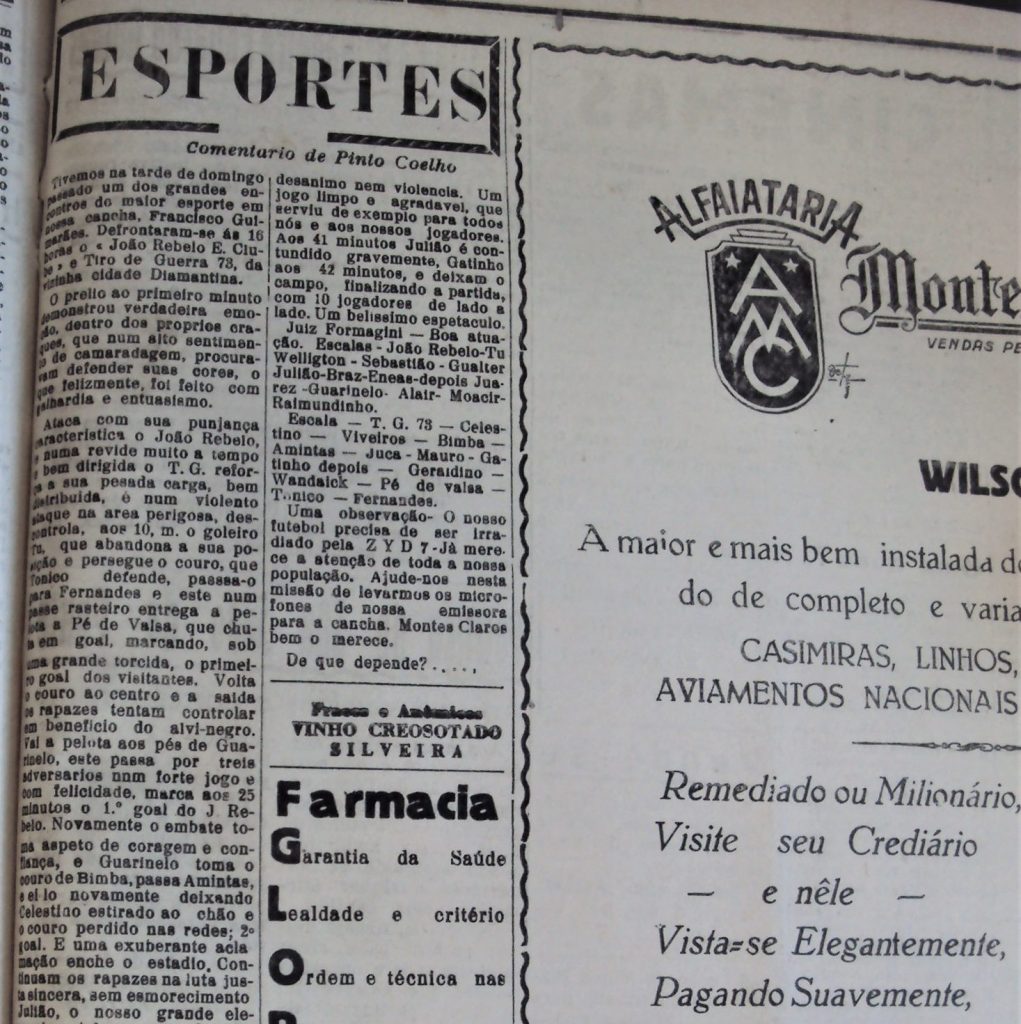 ESPORTES
Comentario de Pinto Coelho
Tivemos na tarde de domingo
passado um dos grandes en-
contros do maior esporte em
nossa cancha, Francisco Gui-
marães. Defrontaram-se ás 16
horas o « João Rebelo E. Clu-
be » e Tiro de Guerra 73, da
vizinha cidade Diamantina.
O prelio ao primeiro minuto
demonstrou verdadeira emo-
ção, dentro dos proprios cra-
ques, que num alto sentimen-
to de camaradagem, procura-
vam defender suas cores, o
que felizmente, foi feito com
galhardia e entuasismo.
Ataca com sua punjança
caracteristica o João Rebelo,
e numa revide muito a tempo
e bem dirigida o T. G. refor-
ça a sua pesada carga, bem
distribuida, é num violento
ataque na area perigosa, des-
controla, aos 10, m. o goleiro
Tu, que abandona a sua po-
sição e persegue o couro, que
Tonico defende, passsa-o
para Fernandes e este num
passe rasteiro entrega a pe-
lota a Pé de Valsa, que chu-
ta em goal, marcando, sob
uma grande torcida, o primei-
ro goal dos visitantes. Volta
o couro ao centro e a saida
os rapazes tentam controlar
em beneficio do alvi-negro.
Vai a pelota aos pés de Gua-
rinelo, este passa por treis
adversarios nnm forte jogo e
com felicidade, marca aos 25
minutos o 1.º goal do J. Re-
belo. Novamente o embate to-
ma aspeto de coragem e con-
fiança, e Guarinelo toma o
couro de Bimba, passa Amintas,
e ei lo novamente deixando
Celestino estirado ao chão e
o couro perdido nas redes; 2º
goal. E uma exuberante acla
mação enche o estadio. Con-
tinuam os rapazes na luta jus-
ta sincera, sem esmorecimento
Julião, o nosso grande ele-
desanimo nem violencia. Um
jogo limpo e agradavel, que
serviu de exemplo para todos
nós e aos nossos jogadores.
Aos 41 minutos Julião é con-
tundido gravemente, Gatinho
aos 42 minutos, e deixam o
campo, finalizando a partida,
com 10 jogadores de lado a
lado. Um belissimo espetaculo.
Juiz Formagini — Boa atua-
ção. Escalas - João Rebelo-Tu
Welligton - Sebastião - Gualter
Julião-Braz-Eneas-depois Jua-
rez -Guarinelo- Alair- Moacir-
Raimundinho.
Escala — T. G. 73 — Celes-
tino — Viveiros — Bimba —
Amintas — Juca - Mauro - Ga-
tinho depois — Geraldino —
Wandaick — Pé de valsa —
Tonico — Fernandes.
Uma observação- O nosso
futebol precisa de ser irra-
diado pela Z Y D 7-Já mere-
ce a atenção de toda a nossa
população. Ajude-nos nesta
missão de levarmos os micro-
fones de nossa emissora
para a cancha. Montes Claros
bem o merece.
De que depende?.....
Fracos e Anêmicos
VINHO CREOSOTADO
SILVEIRA
Farmacia
Garantia da Saúde
Lealdade e critério
Ordem e técnica nas
ALFAIATARIA
AMC
Monte
VENDAS PE
WILSO
A maior e mais bem instalada de
do de completo e varia
CASIMIRAS, LINHOS,
AVIAMENTOS NACIONAIS
Remediado ou Milionário,
Visite seu Crediário
— e nêle —
Vista-se Elegantemente,
Pagando Suavemente,